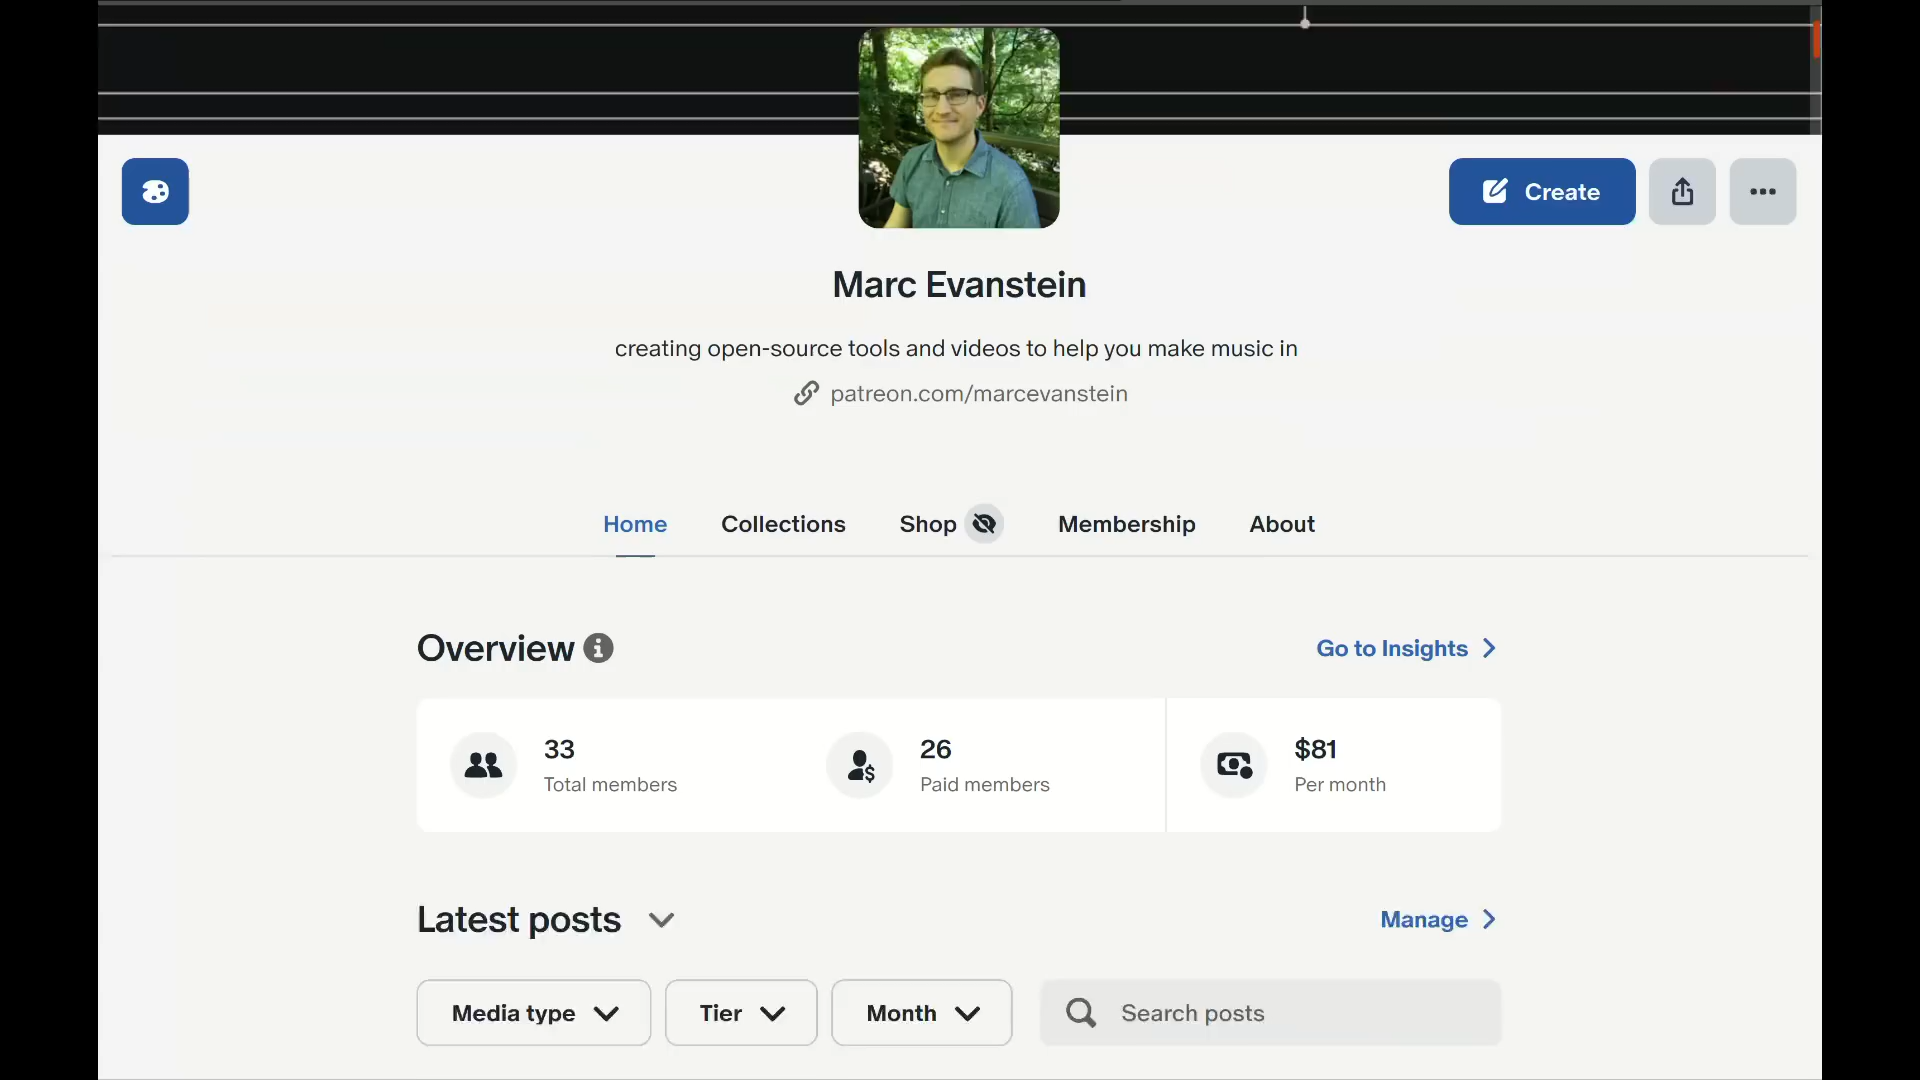 Create
Marc Evanstein
creating open-source tools and videos to help you make music in
patreon.com/marcevanstein
Home Collections Shop Membership About
Overview
Go to Insights
33
Total members
26
Paid members
$81
Per month
Latest posts
Manage
Media type Tier Month Search posts